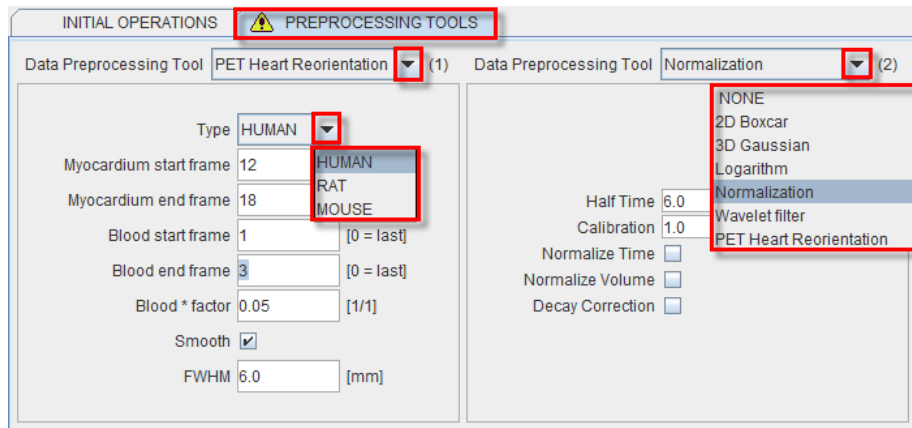 INITIAL OPERATIONS
PREPROCESSING TOOLS
Data Preprocessing Tool PET Heart Reorientation (1)
Type HUMAN
HUMAN
RAT
MOUSE
Myocardium start frame 12
Myocardium end frame 18
Blood start frame 1 [0 = last]
Blood end frame 3 [0 = last]
Blood * factor 0.05 [1/1]
Smooth
FWHM 6.0 [mm]
Data Preprocessing Tool Normalization (2)
NONE
2D Boxcar
3D Gaussian
Logarithm
Normalization
Wavelet filter
PET Heart Reorientation
Half Time 6.0
Calibration 1.0
Normalize Time
Normalize Volume
Decay Correction